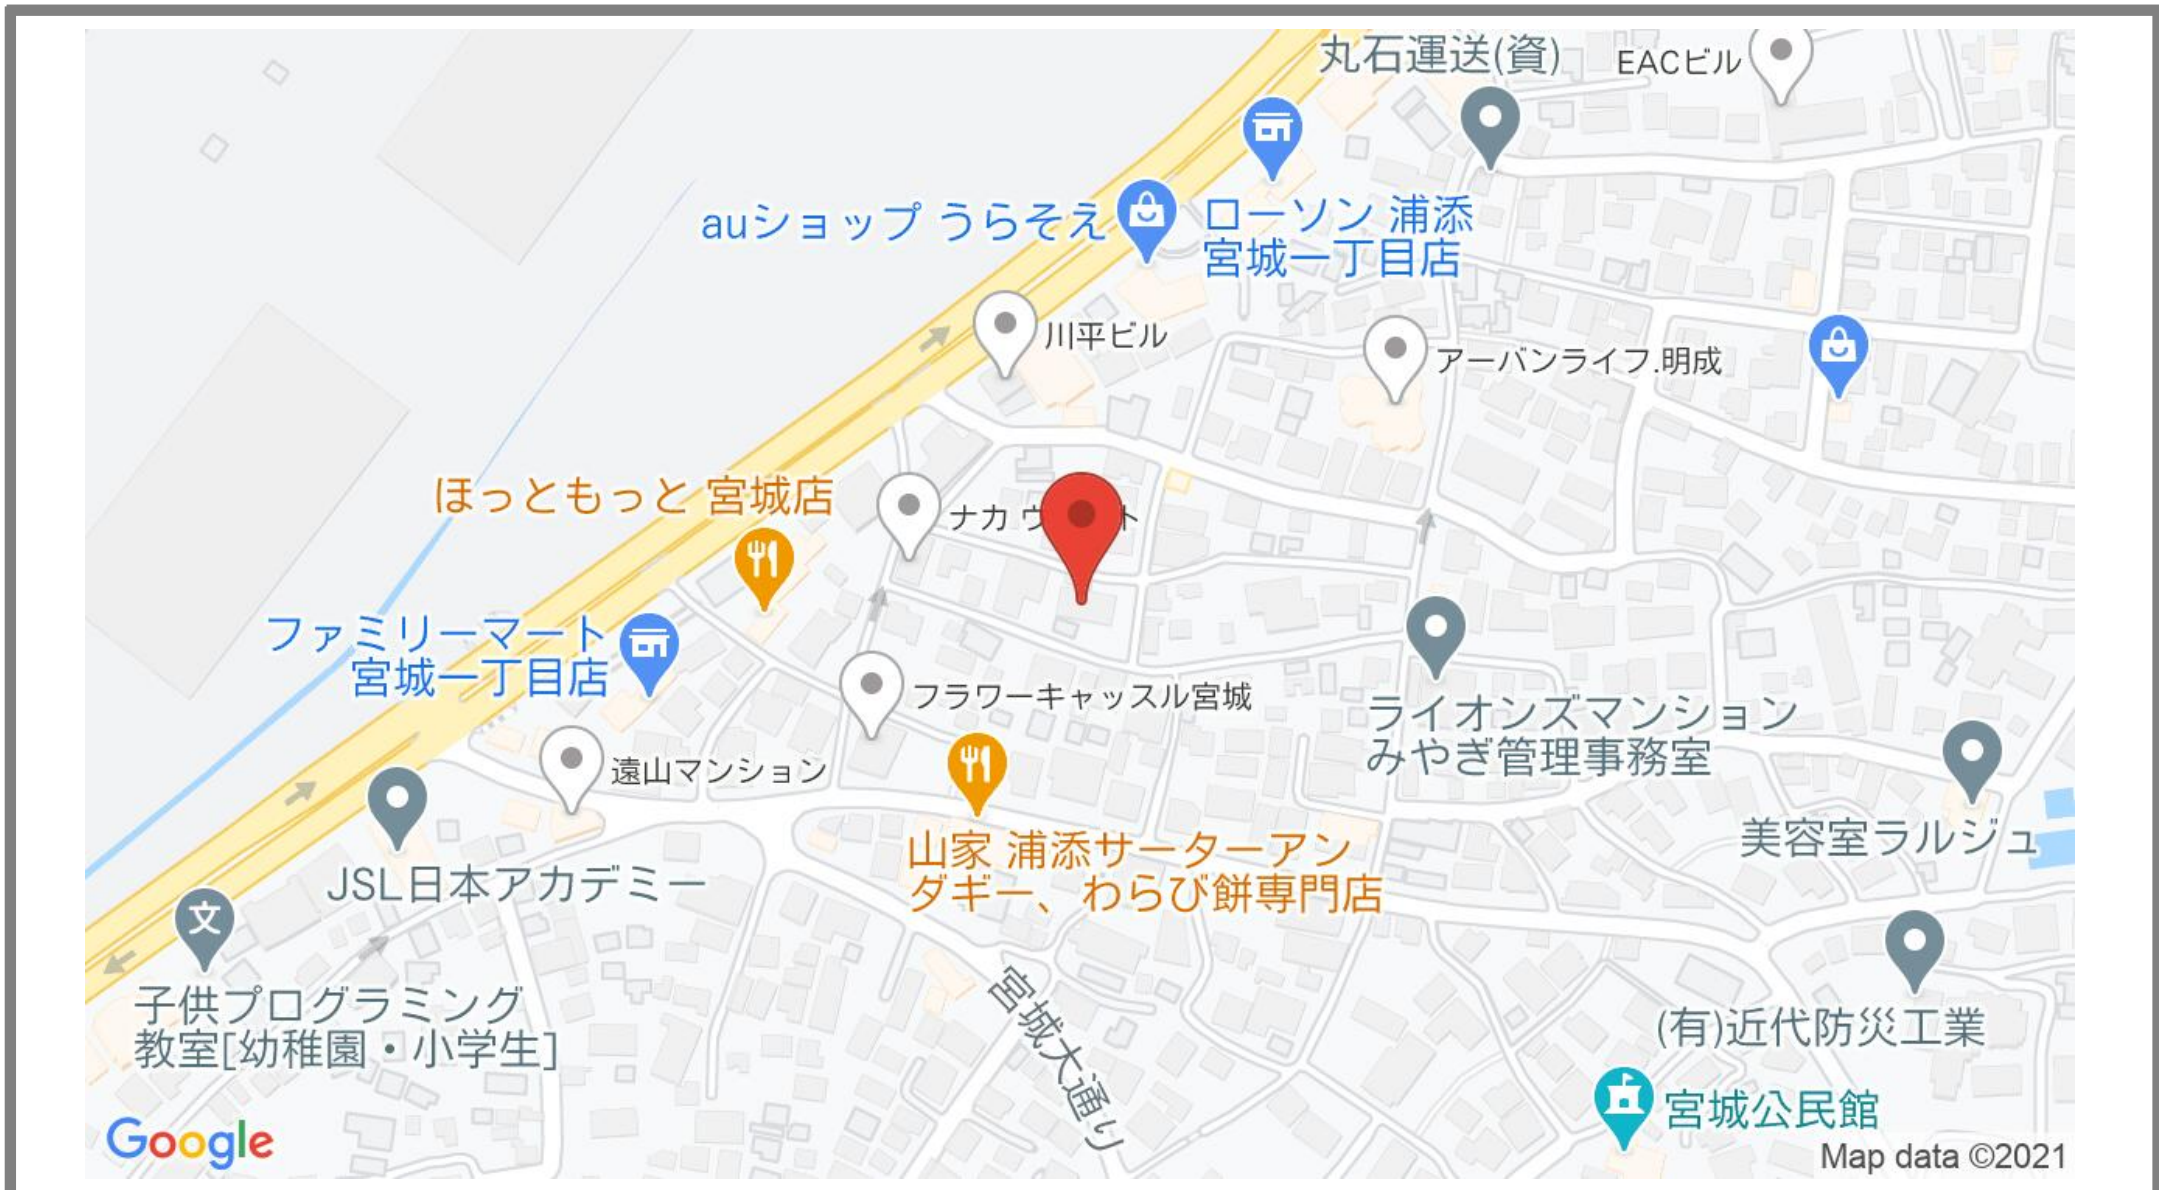 丸石運送(資)
EACビル
auショップ うらそえ
ローソン 浦添
宮城一丁目店
川平ビル
アーバンライフ.明成
ほっともっと 宮城店
ナカ
ト
ファミリーマート
宮城一丁目店
フラワーキャッスル宮城
ライオンズマンション
みやぎ管理事務室
遠山マンション
山家 浦添サーターアン
ダギー、わらび餅専門店
美容室ラルジュ
JSL日本アカデミー
文
子供プログラミング
教室[幼稚園・小学生]
宮城大通り
(有)近代防災工業
宮城公民館
Google
Map data ©2021